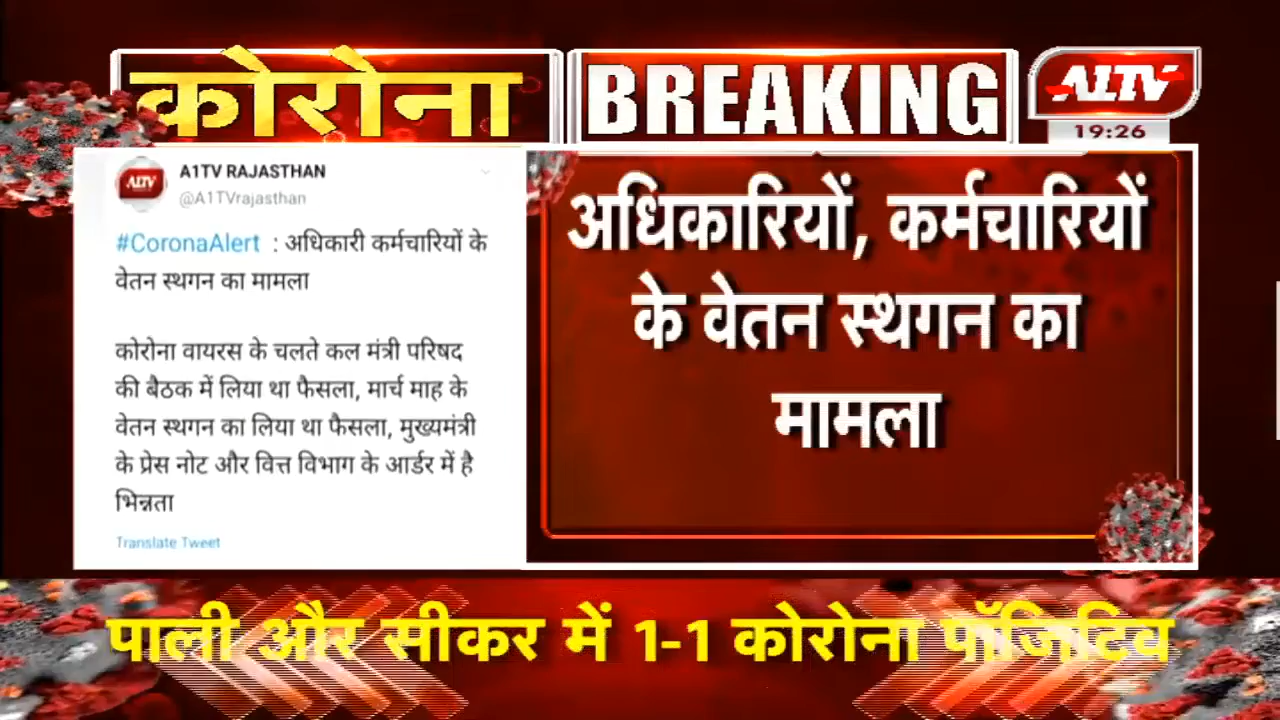 कोरोना
BREAKING
A1TV
19:26
A1TV
A1TV RAJASTHAN
@A1TVrajasthan
#CoronaAlert : अधिकारी कर्मचारियों के
वेतन स्थगन का मामला
कोरोना वायरस के चलते कल मंत्री परिषद
की बैठक में लिया था फैसला, मार्च माह के
वेतन स्थगन का लिया था फैसला, मुख्यमंत्री
के प्रेस नोट और वित्त विभाग के आर्डर में है
भिन्नता
Translate Tweet
अधिकारियों, कर्मचारियों
के वेतन स्थगन का
मामला
पाली और सीकर में 1-1 कोरोना पॉजिटिव